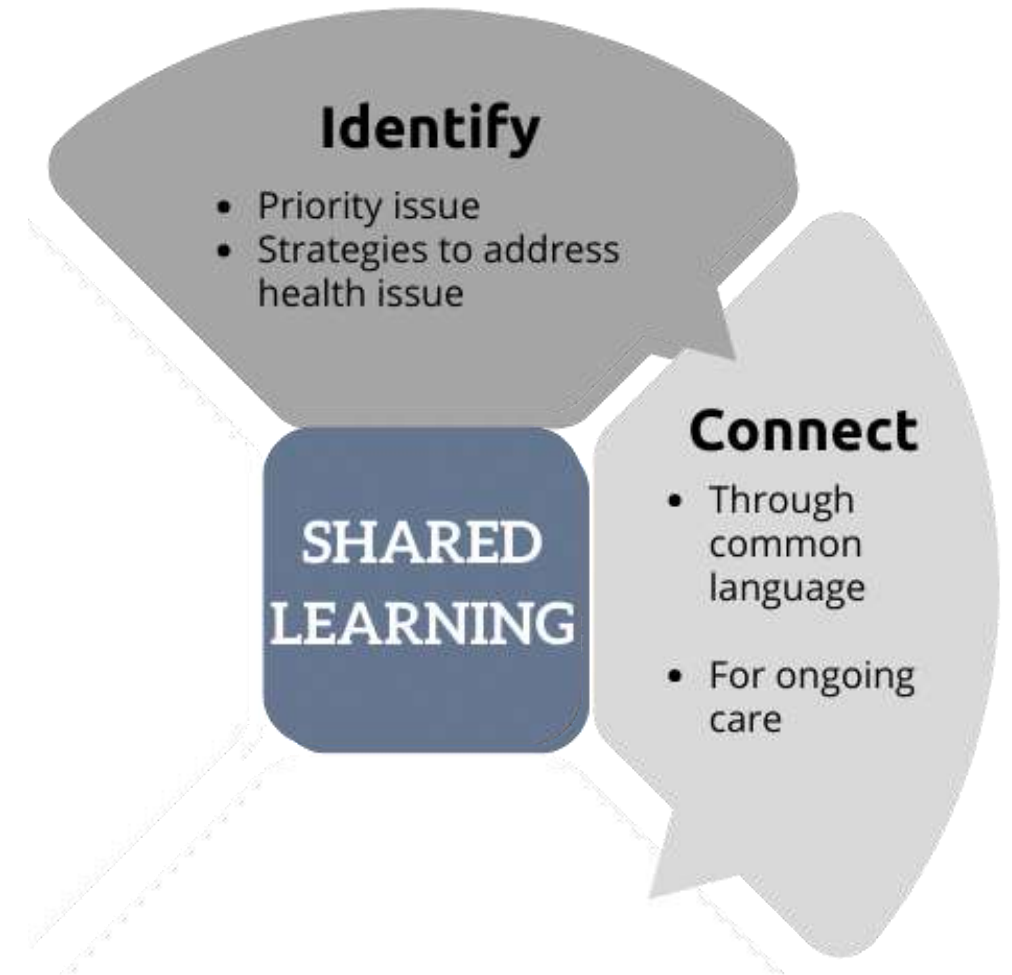 Identify
• Priority issue
• Strategies to address
health issue
Connect
• Through
common
language
• For ongoing
care
SHARED
LEARNING